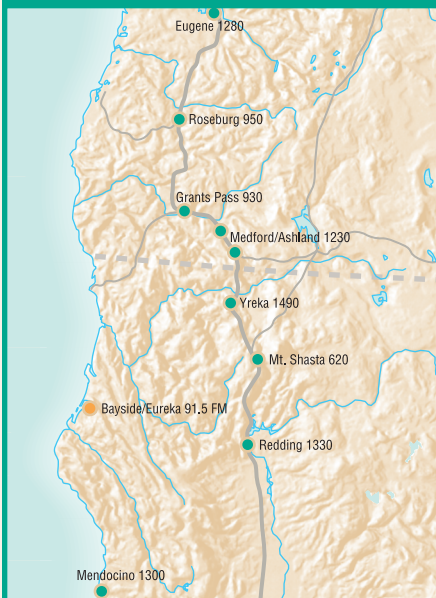 Eugene 1280
Roseburg 950
Grants Pass 930
Medford/Ashland 1230
Yreka 1490
Mt. Shasta 620
Bayside/Eureka 91.5 FM
Redding 1330
Mendocino 1300